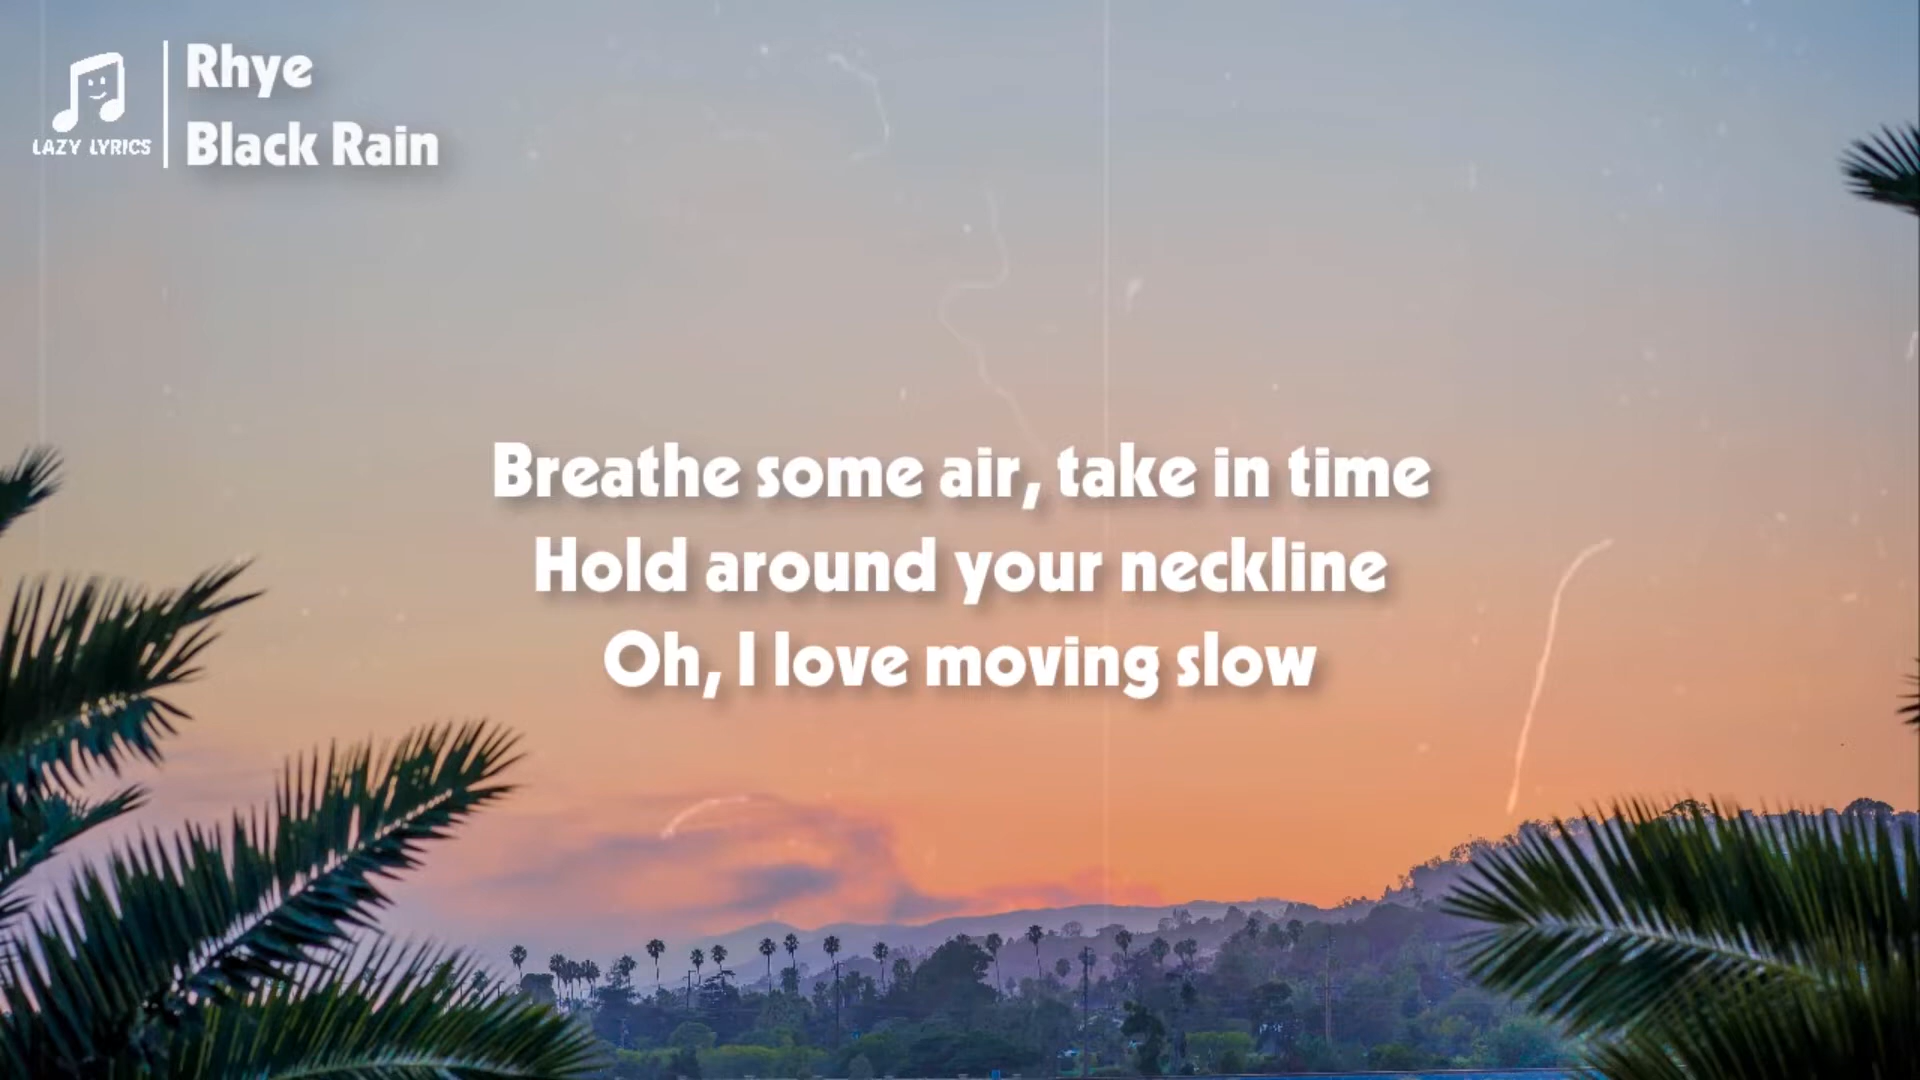 LAZY LYRICS
Rhye
Black Rain
Breathe some air, take in time
Hold around your neckline
Oh, I love moving slow